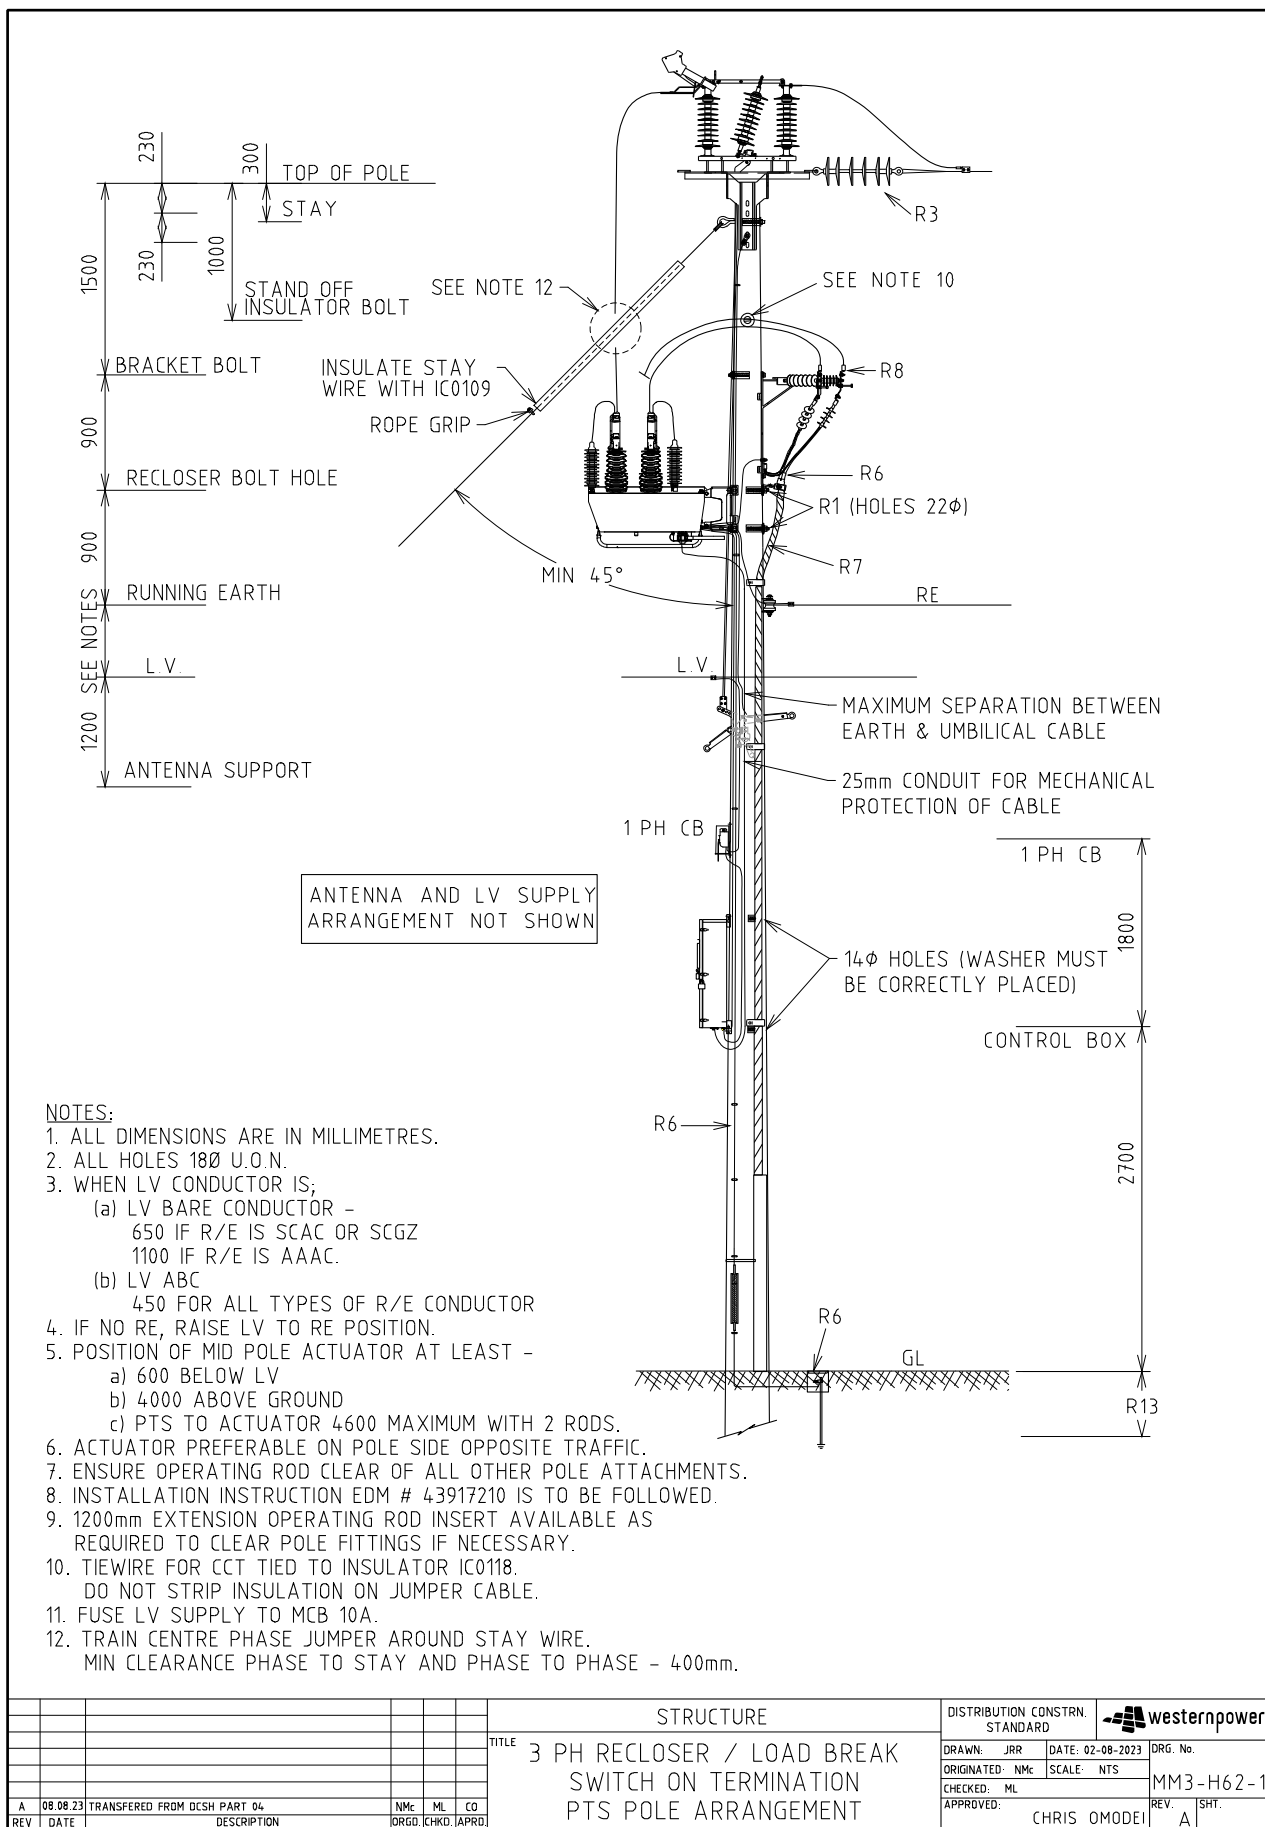 230
300
TOP OF POLE
STAY
R3
230
1000
1500
STAND OFF
INSULATOR BOLT
SEE NOTE 12
SEE NOTE 10
BRACKET BOLT
INSULATE STAY
WIRE WITH IC0109
R8
ROPE GRIP
900
RECLOSER BOLT HOLE
R6
R1 (HOLES 22ϕ)
900
R7
MIN 45°
RUNNING EARTH
RE
SEE NOTES
L.V.
L.V.
MAXIMUM SEPARATION BETWEEN
EARTH & UMBILICAL CABLE
1200
ANTENNA SUPPORT
25mm CONDUIT FOR MECHANICAL
PROTECTION OF CABLE
1 PH CB
1 PH CB
ANTENNA AND LV SUPPLY
ARRANGEMENT NOT SHOWN
1800
14ϕ HOLES (WASHER MUST
BE CORRECTLY PLACED)
CONTROL BOX
R6
2700
R6
GL
R13
NOTES:
1. ALL DIMENSIONS ARE IN MILLIMETRES.
2. ALL HOLES 18Ø U.O.N.
3. WHEN LV CONDUCTOR IS;
(a) LV BARE CONDUCTOR -
650 IF R/E IS SCAC OR SCGZ
1100 IF R/E IS AAAC.
(b) LV ABC
450 FOR ALL TYPES OF R/E CONDUCTOR
4. IF NO RE, RAISE LV TO RE POSITION.
5. POSITION OF MID POLE ACTUATOR AT LEAST -
a) 600 BELOW LV
b) 4000 ABOVE GROUND
c) PTS TO ACTUATOR 4600 MAXIMUM WITH 2 RODS.
6. ACTUATOR PREFERABLE ON POLE SIDE OPPOSITE TRAFFIC.
7. ENSURE OPERATING ROD CLEAR OF ALL OTHER POLE ATTACHMENTS.
8. INSTALLATION INSTRUCTION EDM # 43917210 IS TO BE FOLLOWED.
9. 1200mm EXTENSION OPERATING ROD INSERT AVAILABLE AS
REQUIRED TO CLEAR POLE FITTINGS IF NECESSARY.
10. TIEWIRE FOR CCT TIED TO INSULATOR IC0118.
DO NOT STRIP INSULATION ON JUMPER CABLE.
11. FUSE LV SUPPLY TO MCB 10A.
12. TRAIN CENTRE PHASE JUMPER AROUND STAY WIRE.
MIN CLEARANCE PHASE TO STAY AND PHASE TO PHASE - 400mm.
A 08.08.23 TRANSFERED FROM DCSH PART 04 NMc ML CO
REV DATE DESCRIPTION ORGD. CHKD. APRD.
STRUCTURE
TITLE 3 PH RECLOSER / LOAD BREAK
SWITCH ON TERMINATION
PTS POLE ARRANGEMENT
DISTRIBUTION CONSTRN.
STANDARD
westernpower
DRAWN: JRR DATE: 02-08-2023 DRG. No.
ORIGINATED: NMc SCALE: NTS
CHECKED: ML
MM3-H62-1
APPROVED: CHRIS OMODEI
REV. A SHT.